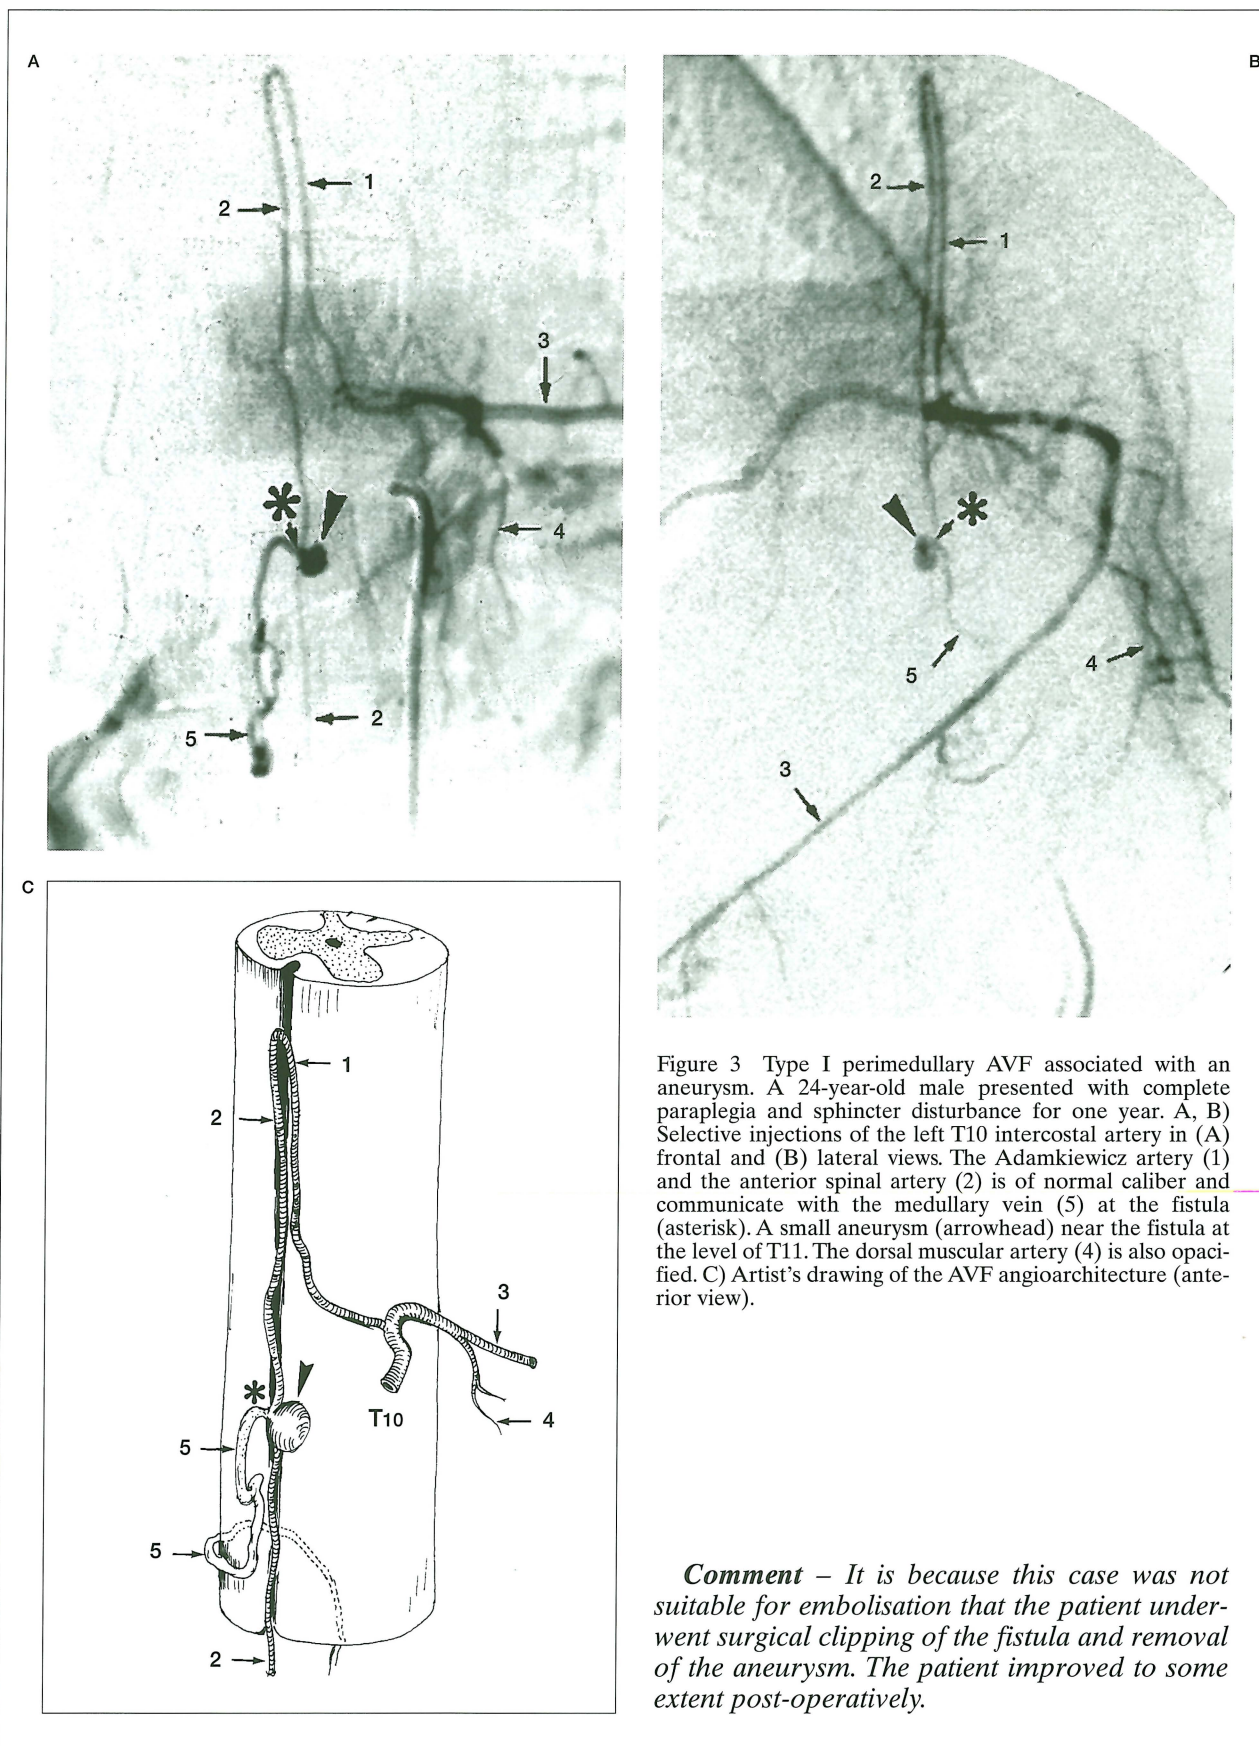 A
1
2
3
*
4
2
5
B
2
1
*
5
4
3
C
1
2
3
*
T10
4
5
5
2
Figure 3 Type I perimedullary AVF associated with an
aneurysm. A 24-year-old male presented with complete
paraplegia and sphincter disturbance for one year. A, B)
Selective injections of the left T10 intercostal artery in (A)
frontal and (B) lateral views. The Adamkiewicz artery (1)
and the anterior spinal artery (2) is of normal caliber and
communicate with the medullary vein (5) at the fistula
(asterisk). A small aneurysm (arrowhead) near the fistula at
the level of T11. The dorsal muscular artery (4) is also opaci-
fied. C) Artist's drawing of the AVF angioarchitecture (ante-
rior view).
Comment – It is because this case was not
suitable for embolisation that the patient under-
went surgical clipping of the fistula and removal
of the aneurysm. The patient improved to some
extent post-operatively.